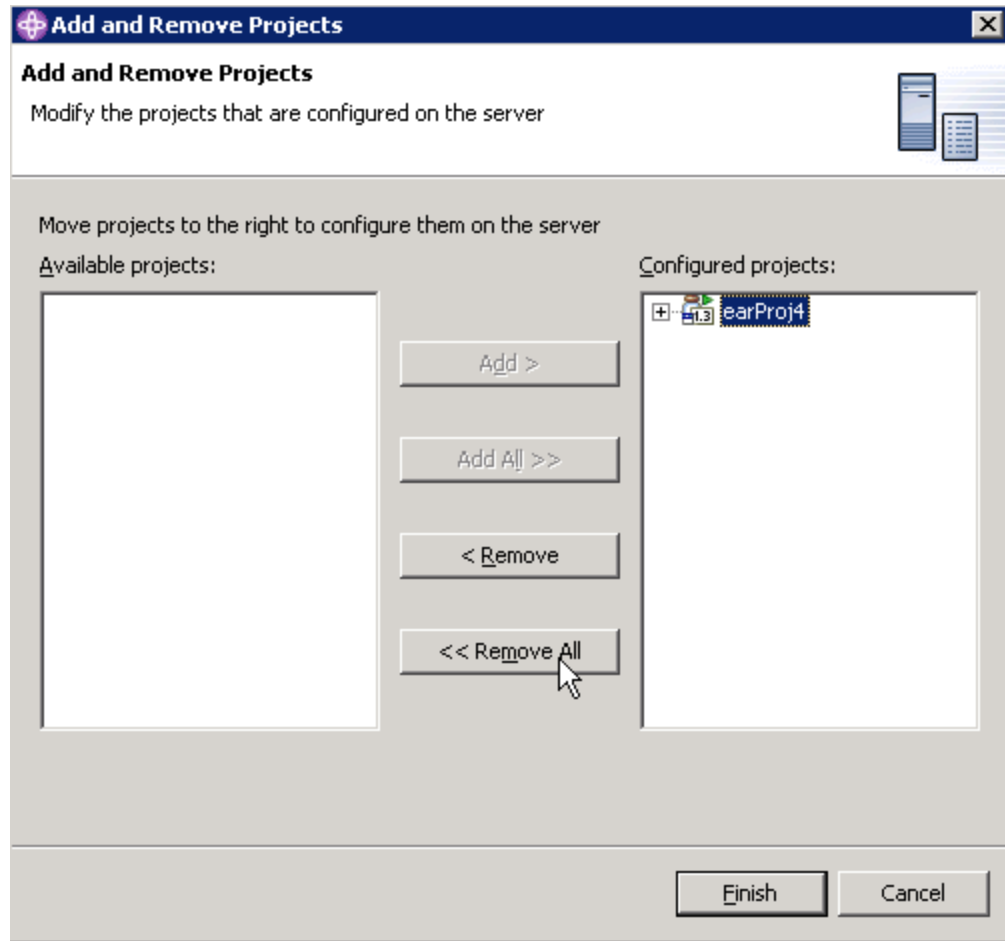 Add and Remove Projects
Add and Remove Projects
Modify the projects that are configured on the server
Move projects to the right to configure them on the server
Available projects:
Configured projects:
1.3 earProj4
Add >
Add All >>
< Remove
<< Remove All
Finish
Cancel